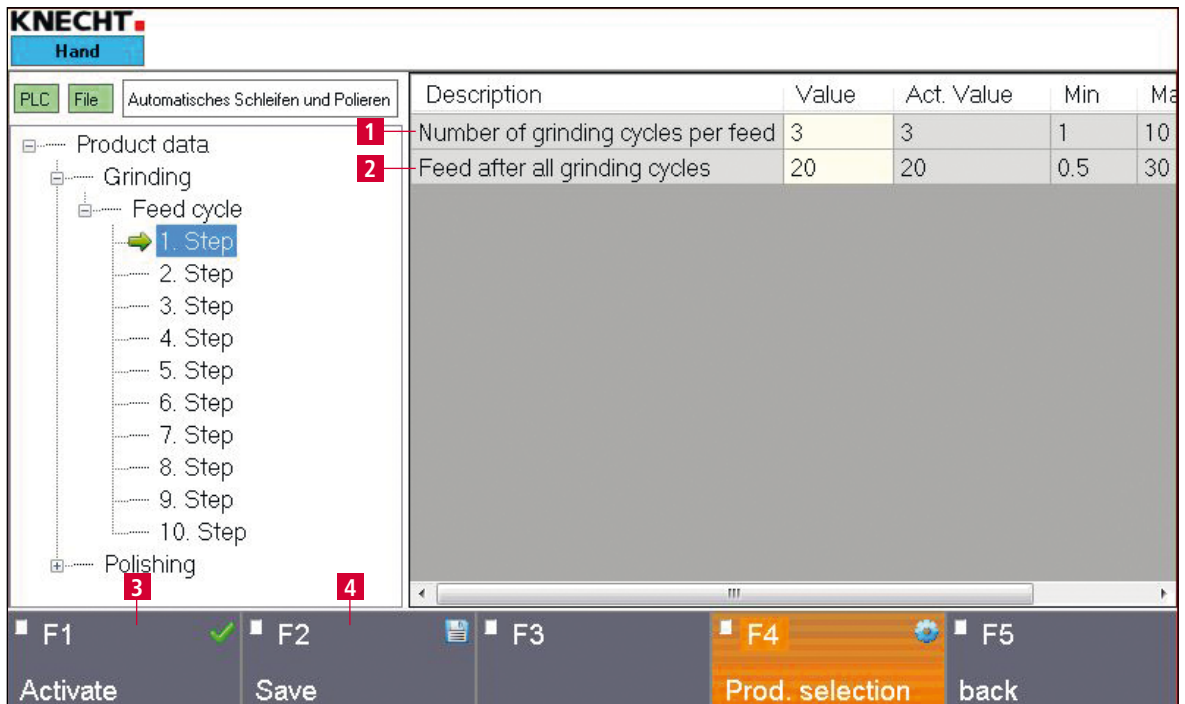 KNECHT
Hand
PLC File Automatisches Schleifen und Polieren
Product data
Grinding
Feed cycle
1. Step
2. Step
3. Step
4. Step
5. Step
6. Step
7. Step
8. Step
9. Step
10. Step
Polishing
Description Value Act. Value Min Ma
1 Number of grinding cycles per feed 3 3 1 10
2 Feed after all grinding cycles 20 20 0.5 30
3 4
F1 F2 F3 F4 F5
Activate Save Prod. selection back